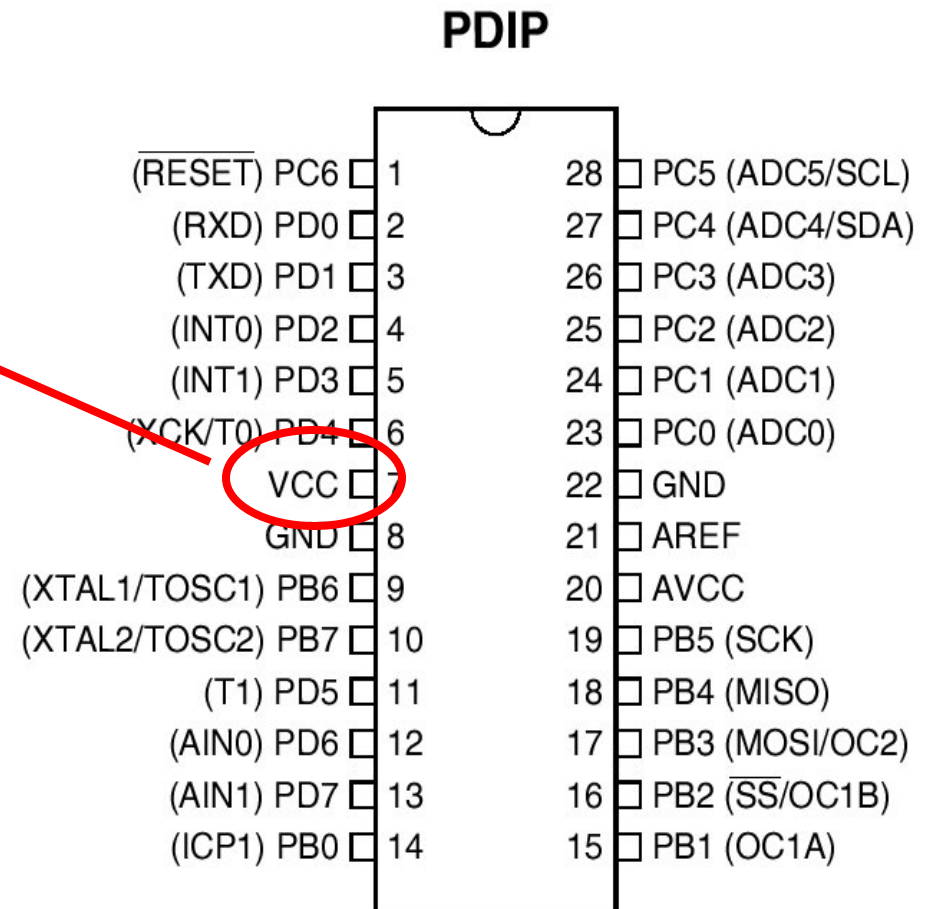 PDIP
(RESET) PC6 1 28 PC5 (ADC5/SCL)
(RXD) PD0 2 27 PC4 (ADC4/SDA)
(TXD) PD1 3 26 PC3 (ADC3)
(INT0) PD2 4 25 PC2 (ADC2)
(INT1) PD3 5 24 PC1 (ADC1)
(XCK/T0) PD4 6 23 PC0 (ADC0)
VCC 7 22 GND
GND 8 21 AREF
(XTAL1/TOSC1) PB6 9 20 AVCC
(XTAL2/TOSC2) PB7 10 19 PB5 (SCK)
(T1) PD5 11 18 PB4 (MISO)
(AIN0) PD6 12 17 PB3 (MOSI/OC2)
(AIN1) PD7 13 16 PB2 (SS/OC1B)
(ICP1) PB0 14 15 PB1 (OC1A)